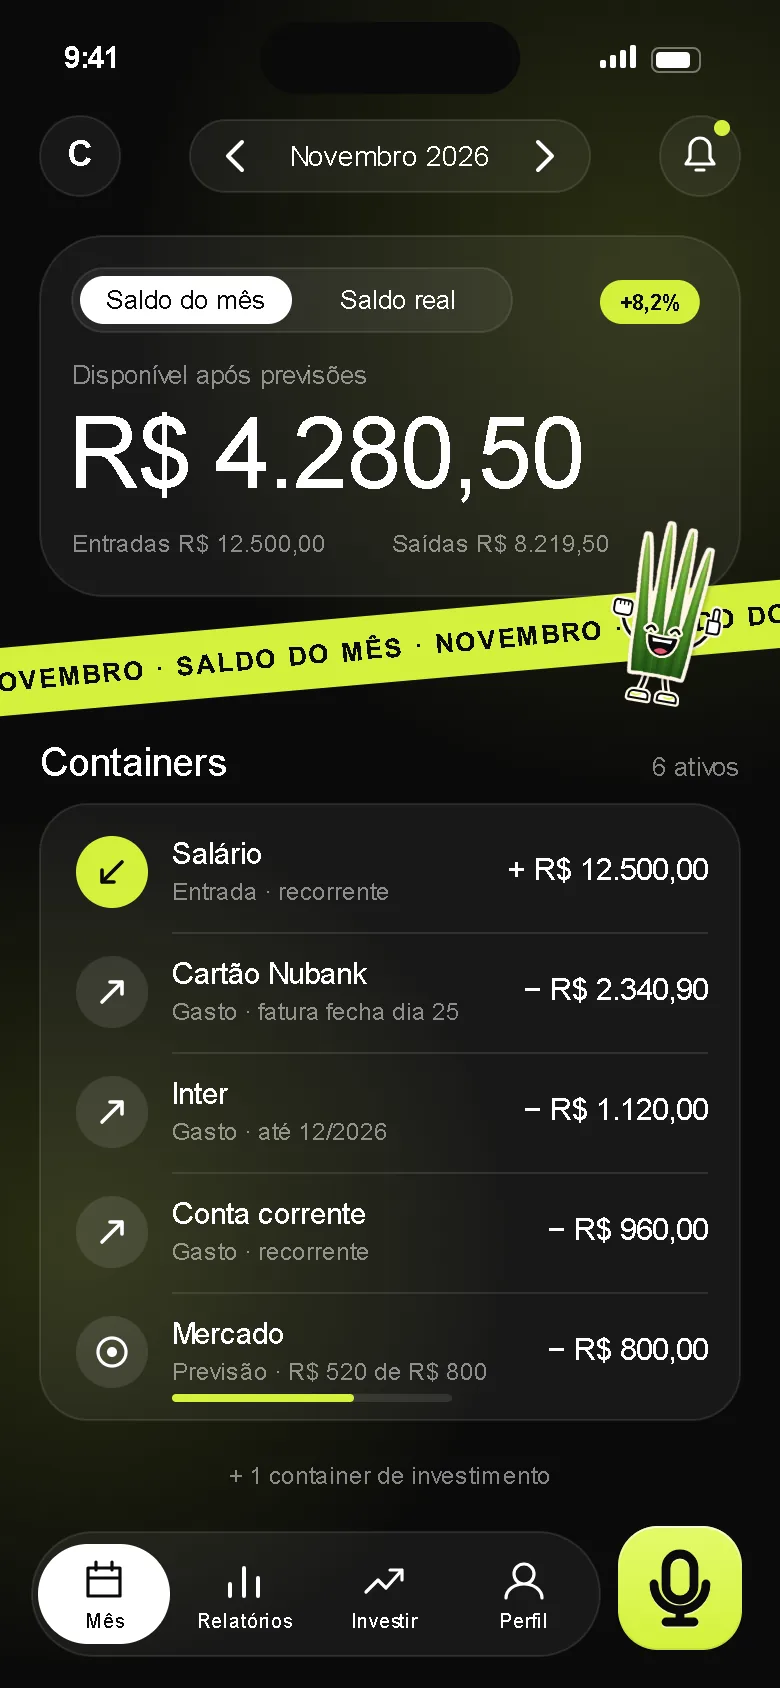 9:41
C
Novembro 2026
Saldo do mês
Saldo real
+8,2%
Disponível após previsões
R$ 4.280,50
Entradas R$ 12.500,00
Saídas R$ 8.219,50
OVEMBRO · SALDO DO MÊS · NOVEMBRO ·
DO
Containers
6 ativos
Salário
+ R$ 12.500,00
Entrada · recorrente
Cartão Nubank
− R$ 2.340,90
Gasto · fatura fecha dia 25
Inter
− R$ 1.120,00
Gasto · até 12/2026
Conta corrente
− R$ 960,00
Gasto · recorrente
Mercado
− R$ 800,00
Previsão · R$ 520 de R$ 800
+ 1 container de investimento
Mês
Relatórios
Investir
Perfil